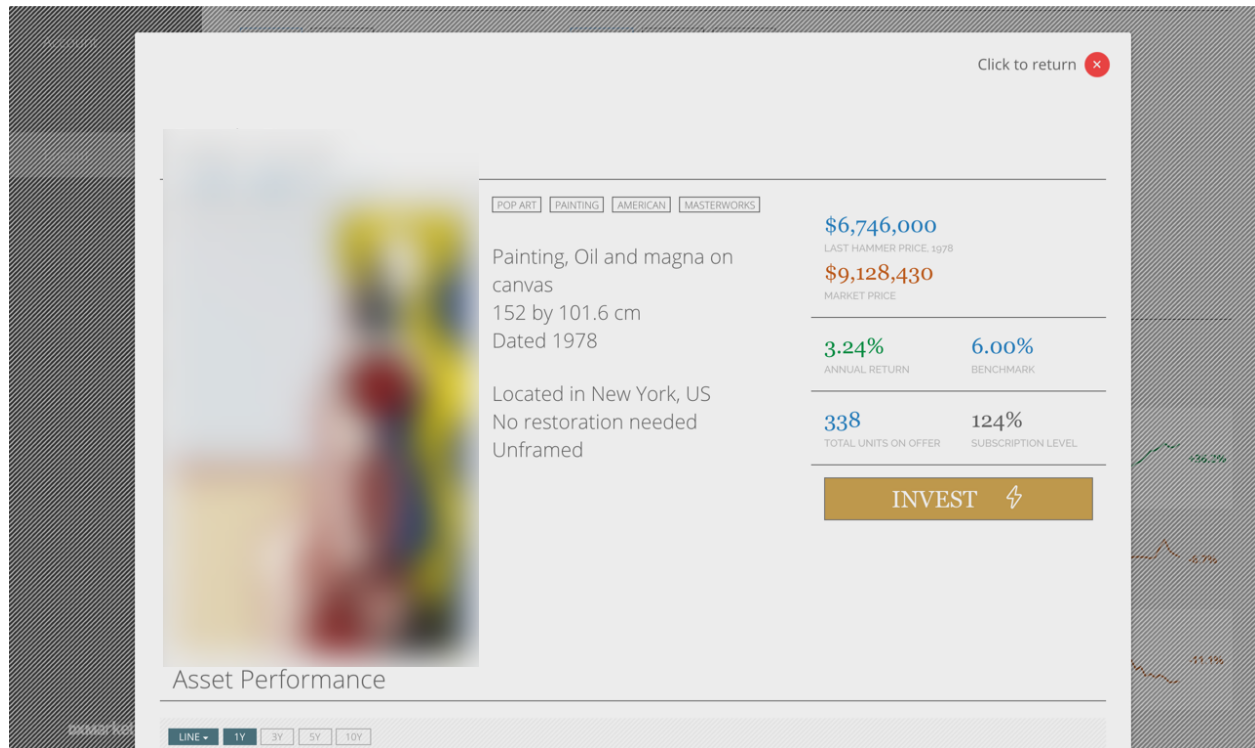 Account
Click to return
POP ART PAINTING AMERICAN MASTERWORKS
Painting, Oil and magna on
canvas
152 by 101.6 cm
Dated 1978
Located in New York, US
No restoration needed
Unframed
$6,746,000
LAST HAMMER PRICE, 1978
$9,128,430
MARKET PRICE
3.24% 6.00%
ANNUAL RETURN BENCHMARK
338 124%
TOTAL UNITS ON OFFER SUBSCRIPTION LEVEL
INVEST
+36.2%
-6.7%
-11.1%
Asset Performance
DXMarket
LINE 1Y 3Y 5Y 10Y